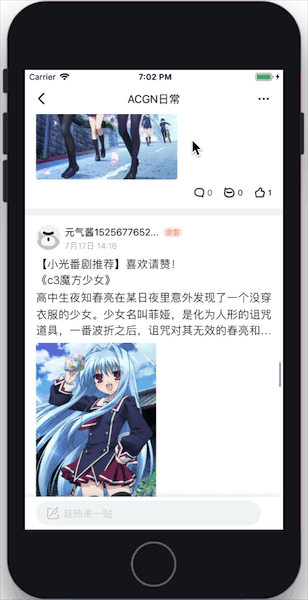 Carrier 7:02 PM
ACGN日常
0 0 1
元气酱1525677652...
7月17日 14:16
【小光番剧推荐】喜欢请赞!
《c3魔方少女》
高中生夜知春亮在某日夜里意外发现了一个没穿
衣服的少女。少女名叫菲娅，是化为人形的诅咒
道具，一番波折之后，诅咒对其无效的春亮和...
趁热来一贴